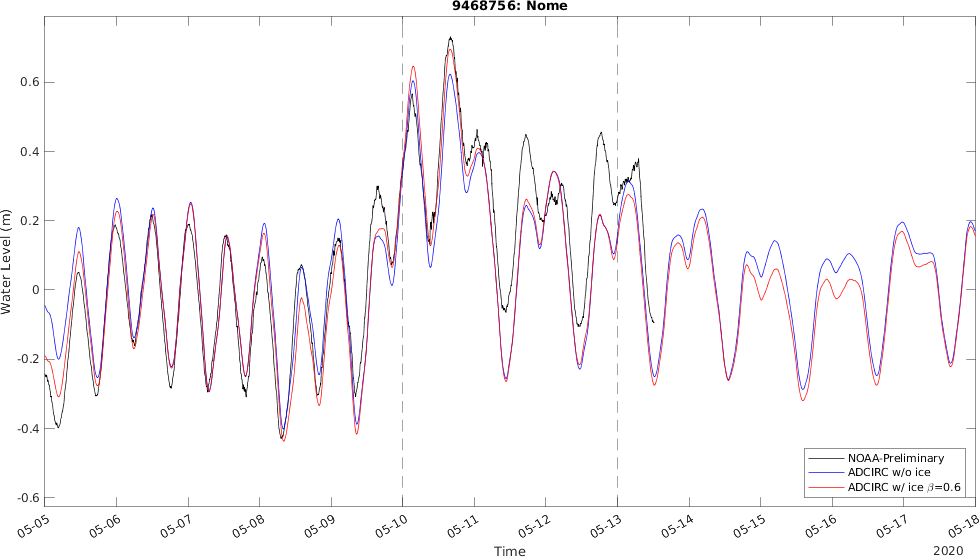 9468756: Nome
Water Level (m)
0.6
0.4
0.2
0
-0.2
-0.4
-0.6
NOAA-Preliminary
ADCIRC w/o ice
ADCIRC w/ ice β=0.6
05-05 05-06 05-07 05-08 05-09 05-10 05-11 05-12 05-13 05-14 05-15 05-16 05-17 05-18
Time
2020